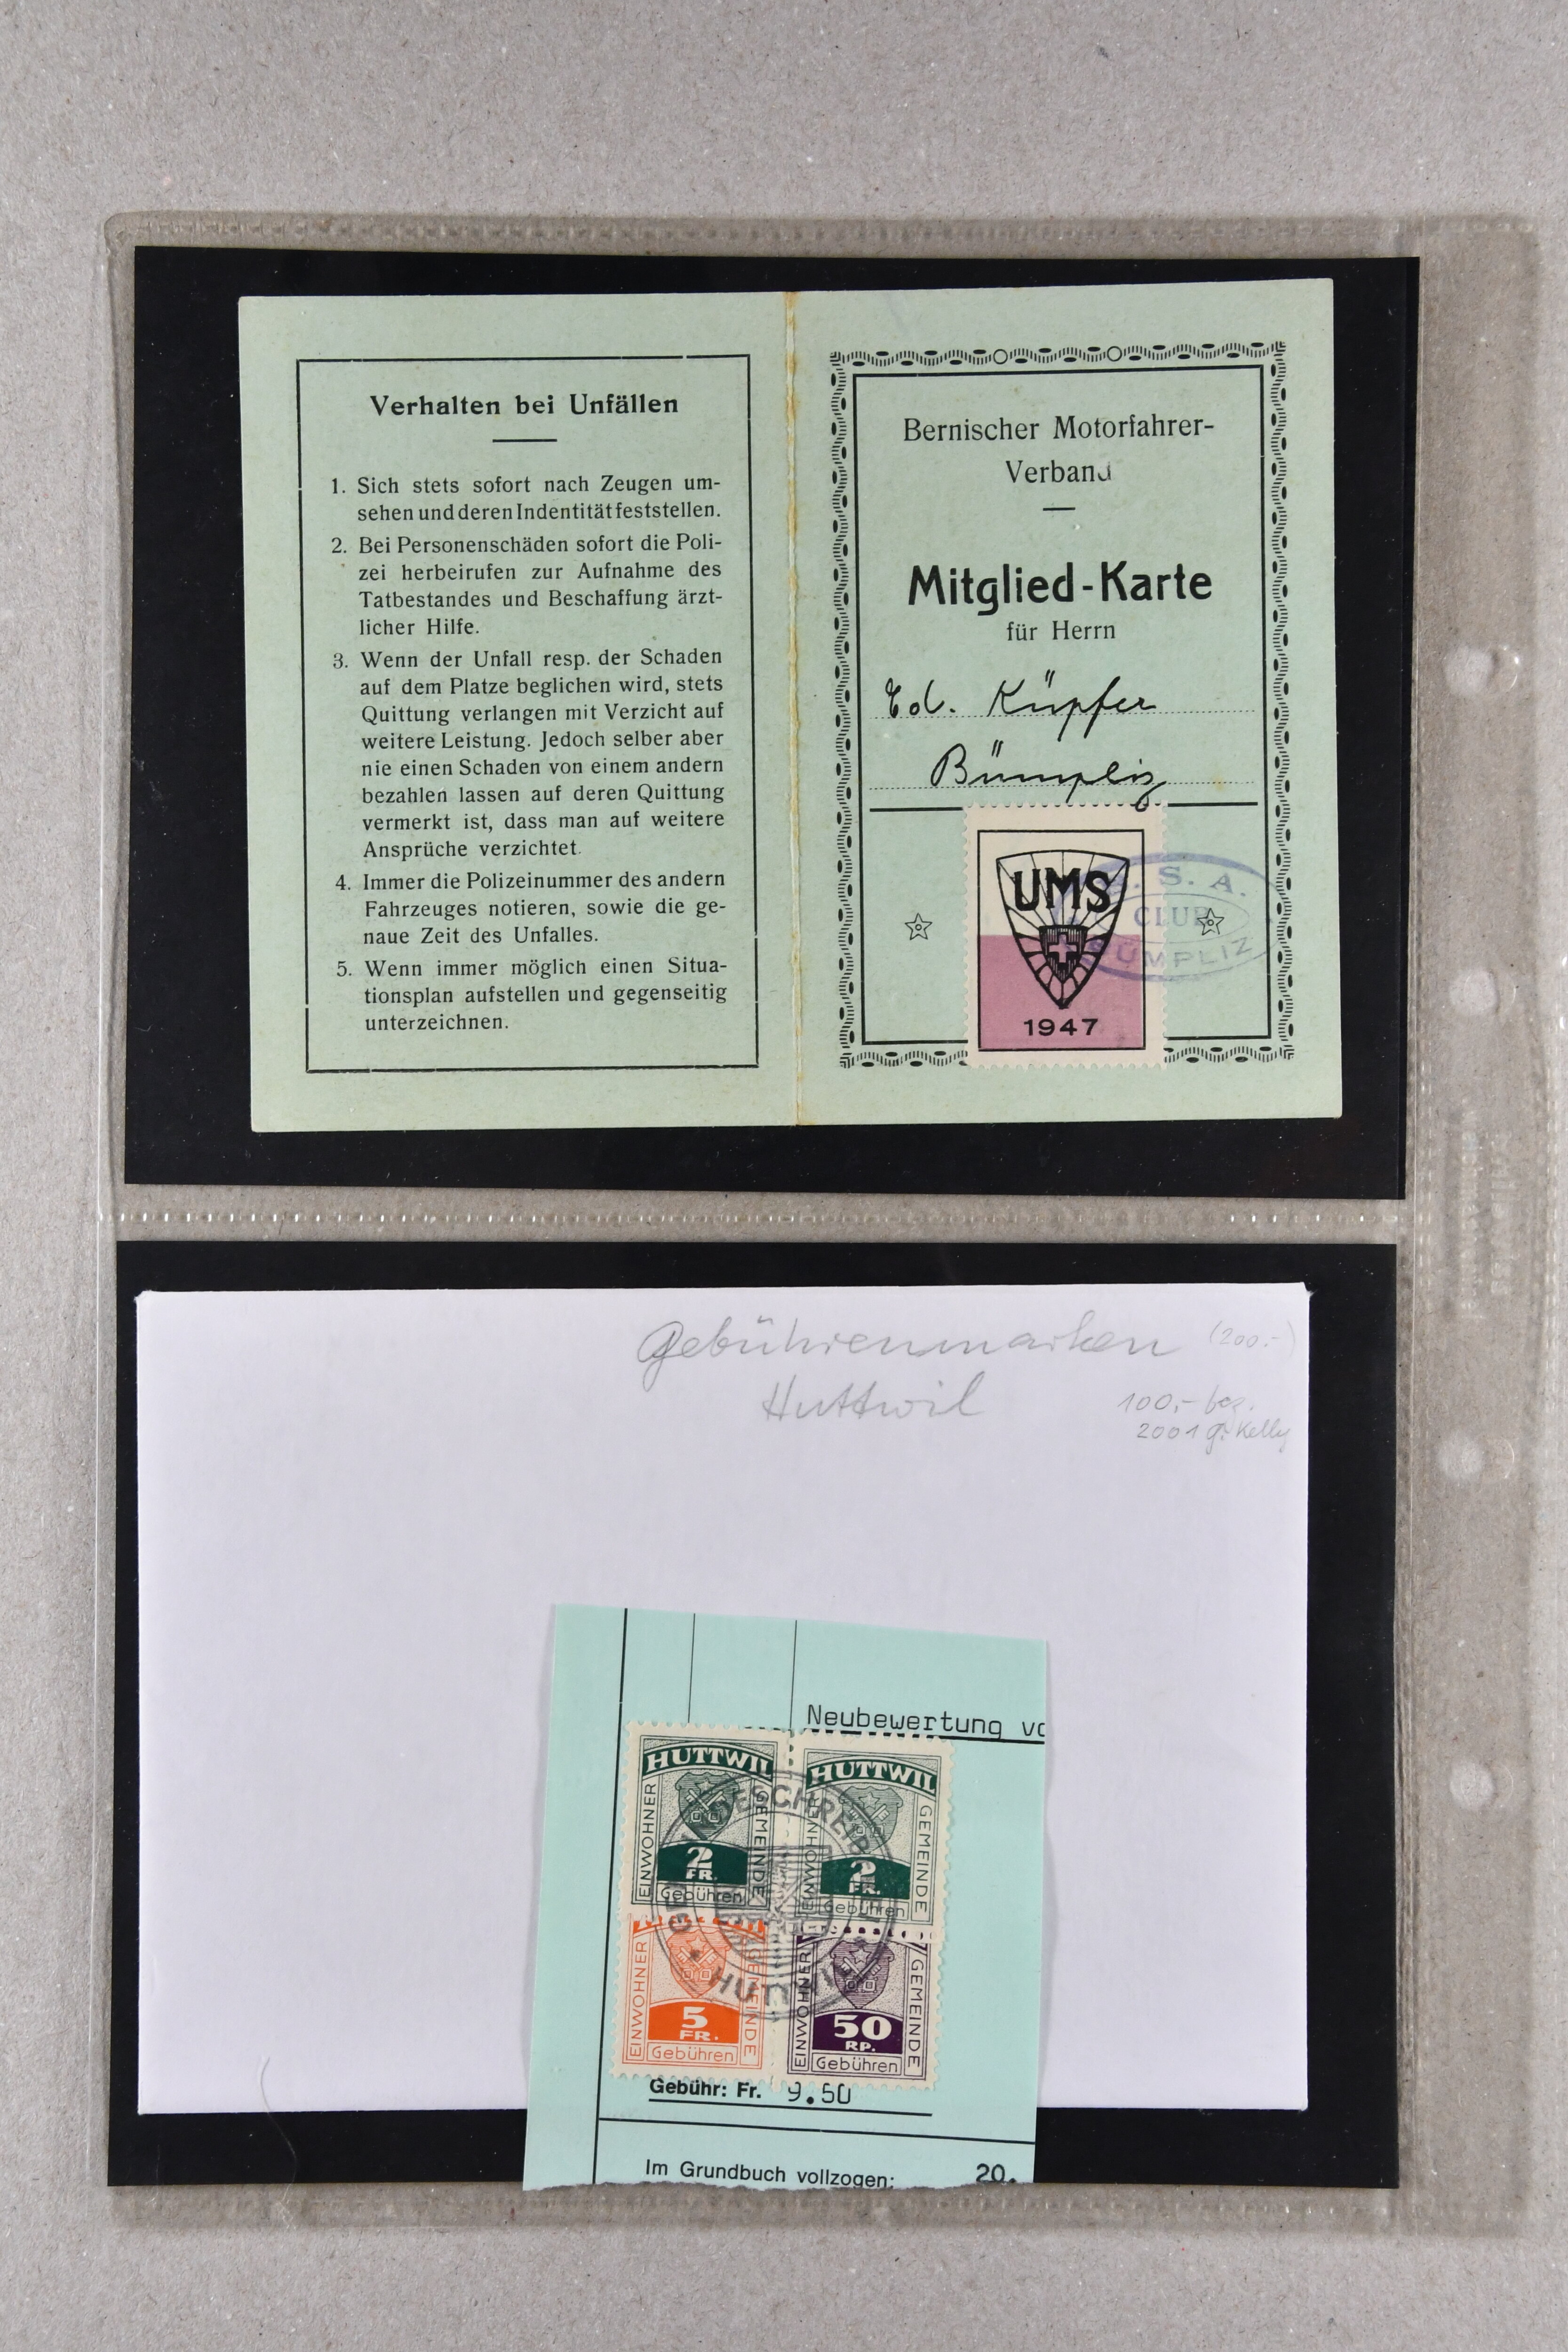 Verhalten bei Unfällen
1. Sich stets sofort nach Zeugen um-
sehen und deren Indentität feststellen.
2. Bei Personenschäden sofort die Poli-
zei herbeirufen zur Aufnahme des
Tatbestandes und Beschaffung ärzt-
licher Hilfe.
3. Wenn der Unfall resp. der Schaden
auf dem Platze beglichen wird, stets
Quittung verlangen mit Verzicht auf
weitere Leistung. Jedoch selber aber
nie einen Schaden von einem andern
bezahlen lassen auf deren Quittung
vermerkt ist, dass man auf weitere
Ansprüche verzichtet.
4. Immer die Polizeinummer des andern
Fahrzeuges notieren, sowie die ge-
naue Zeit des Unfalles.
5. Wenn immer möglich einen Situa-
tionsplan aufstellen und gegenseitig
unterzeichnen.
Bernischer Motorfahrer-
Verband
Mitglied-Karte
für Herrn
Ed. Küpfer
Bümpliz
UMS
1947
S. A.
CLUB
BÜMPLIZ
Gebührenmarken (200.-)
Huttwil
100,- bez.
2001 g. Kelly
Neubewertung vo
HUTTWIL
EINWOHNER
GEMEINDE
2
FR.
Gebühren
HUTTWIL
EINWOHNER
GEMEINDE
2
FR.
Gebühren
EINWOHNER
GEMEINDE
5
FR.
Gebühren
EINWOHNER
GEMEINDE
50
RP.
Gebühren
HUTTWIL
Gebühr: Fr. 9.50
Im Grundbuch vollzogen: 20.